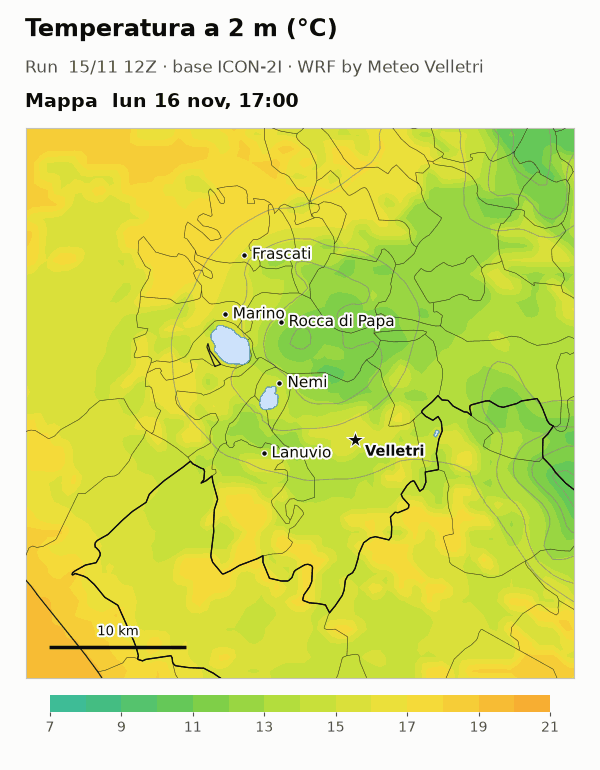 Temperatura a 2 m (°C)
Run 15/11 12Z · base ICON-2I · WRF by Meteo Velletri
Mappa lun 16 nov, 17:00
Frascati
Marino
Rocca di Papa
Nemi
Velletri
Lanuvio
10 km
7 9 11 13 15 17 19 21